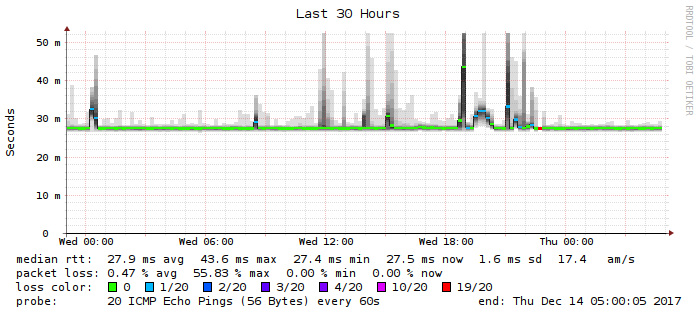 Last 30 Hours
RRDTOOL / TOBI OETIKER
Seconds
50 m
40 m
30 m
20 m
10 m
0
Wed 00:00 Wed 06:00 Wed 12:00 Wed 18:00 Thu 00:00
median rtt: 27.9 ms avg 43.6 ms max 27.4 ms min 27.5 ms now 1.6 ms sd 17.4 am/s
packet loss: 0.47 % avg 55.83 % max 0.00 % min 0.00 % now
loss color: 0 1/20 2/20 3/20 4/20 10/20 19/20
probe: 20 ICMP Echo Pings (56 Bytes) every 60s end: Thu Dec 14 05:00:05 2017